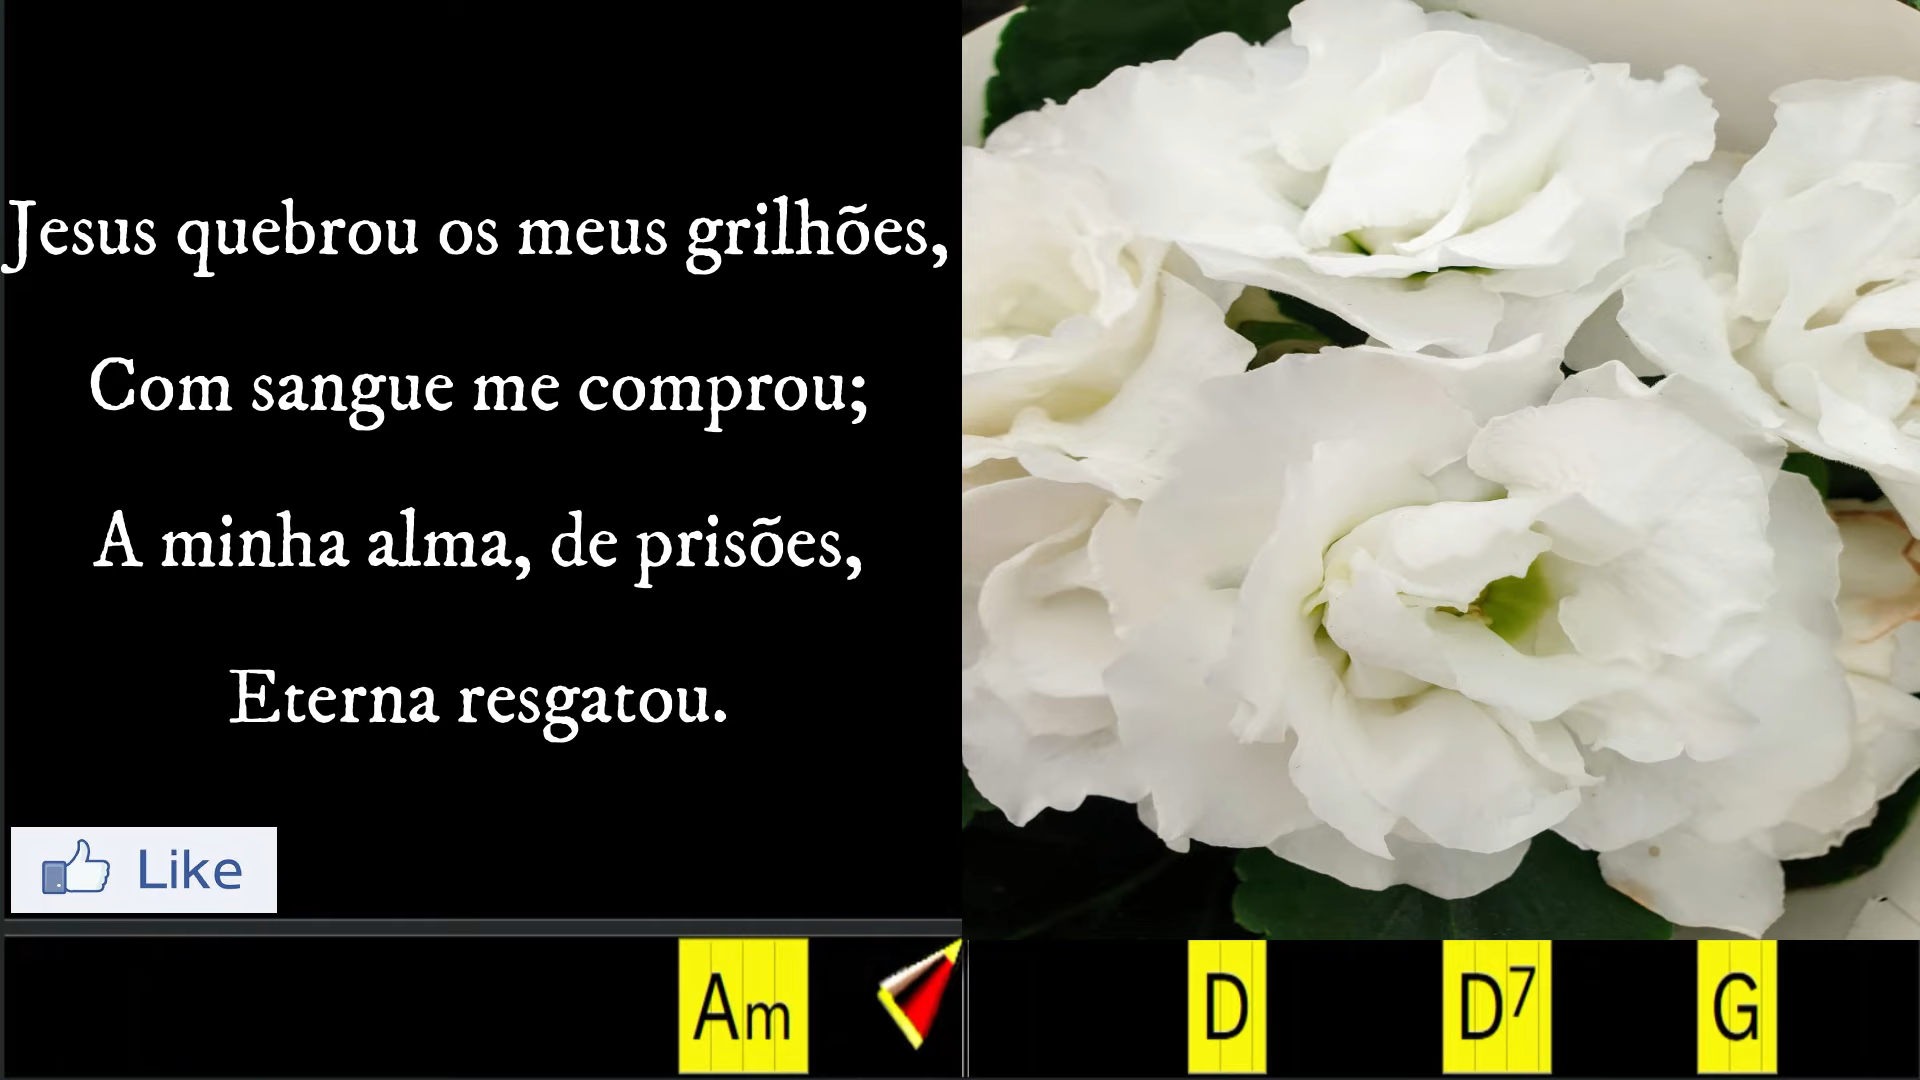 Jesus quebrou os meus grilhões,
Com sangue me comprou;
A minha alma, de prisões,
Eterna resgatou.
Like
Am D D7 G